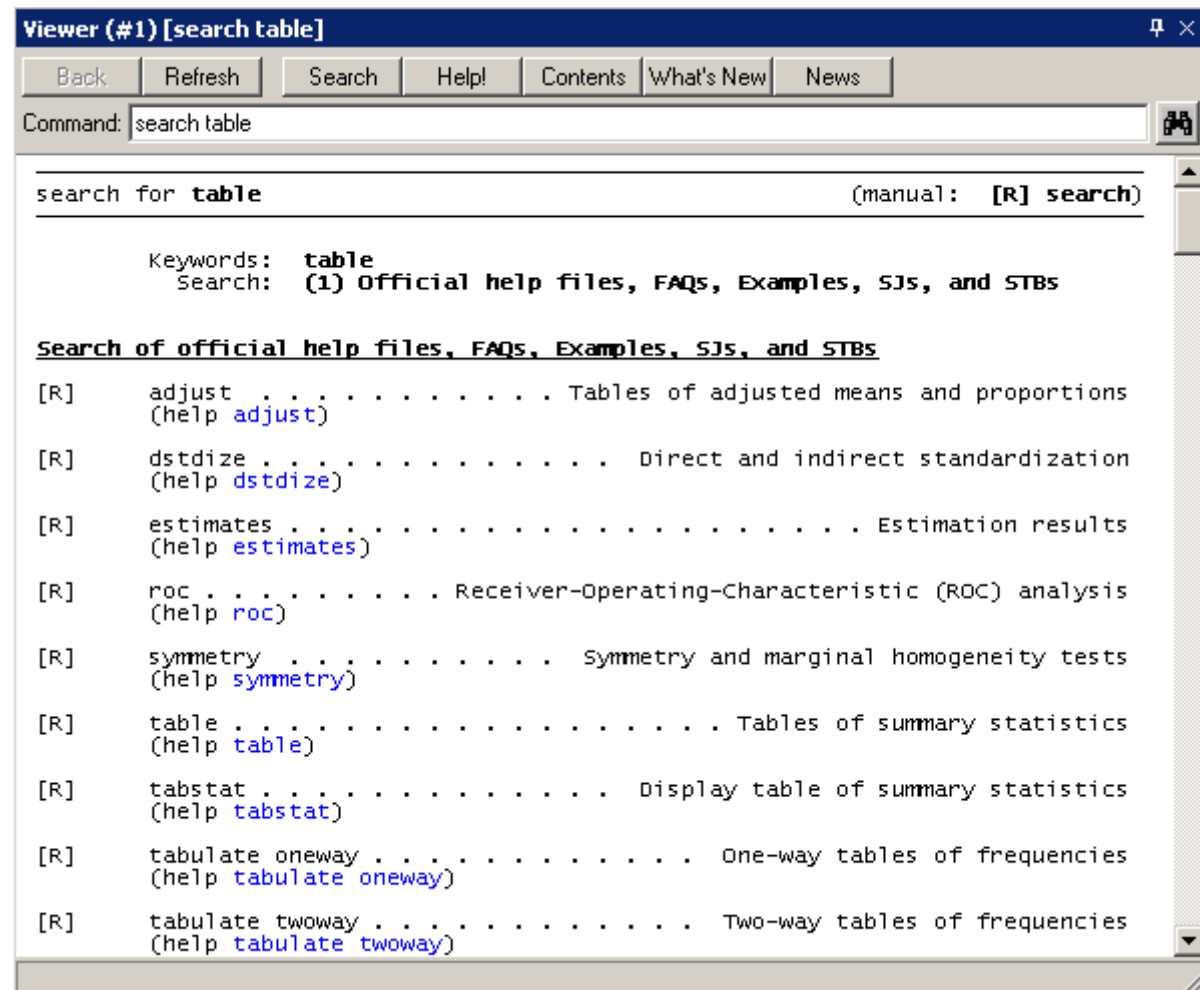 Viewer (#1) [search table]
Back Refresh Search Help! Contents What's New News
Command: search table
search for table (manual: [R] search)
Keywords: table
Search: (1) Official help files, FAQs, Examples, SJs, and STBs
Search of official help files, FAQs, Examples, SJs, and STBs
[R] adjust . . . . . . . . . . . Tables of adjusted means and proportions
(help adjust)
[R] dstdize . . . . . . . . . . . . . . Direct and indirect standardization
(help dstdize)
[R] estimates . . . . . . . . . . . . . . . . . . . . . Estimation results
(help estimates)
[R] roc . . . . . . . . . Receiver-Operating-Characteristic (ROC) analysis
(help roc)
[R] symmetry . . . . . . . . . . Symmetry and marginal homogeneity tests
(help symmetry)
[R] table . . . . . . . . . . . . . . . . . . Tables of summary statistics
(help table)
[R] tabstat . . . . . . . . . . . . . . Display table of summary statistics
(help tabstat)
[R] tabulate oneway . . . . . . . . . . . . One-way tables of frequencies
(help tabulate oneway)
[R] tabulate twoway . . . . . . . . . . . . Two-way tables of frequencies
(help tabulate twoway)